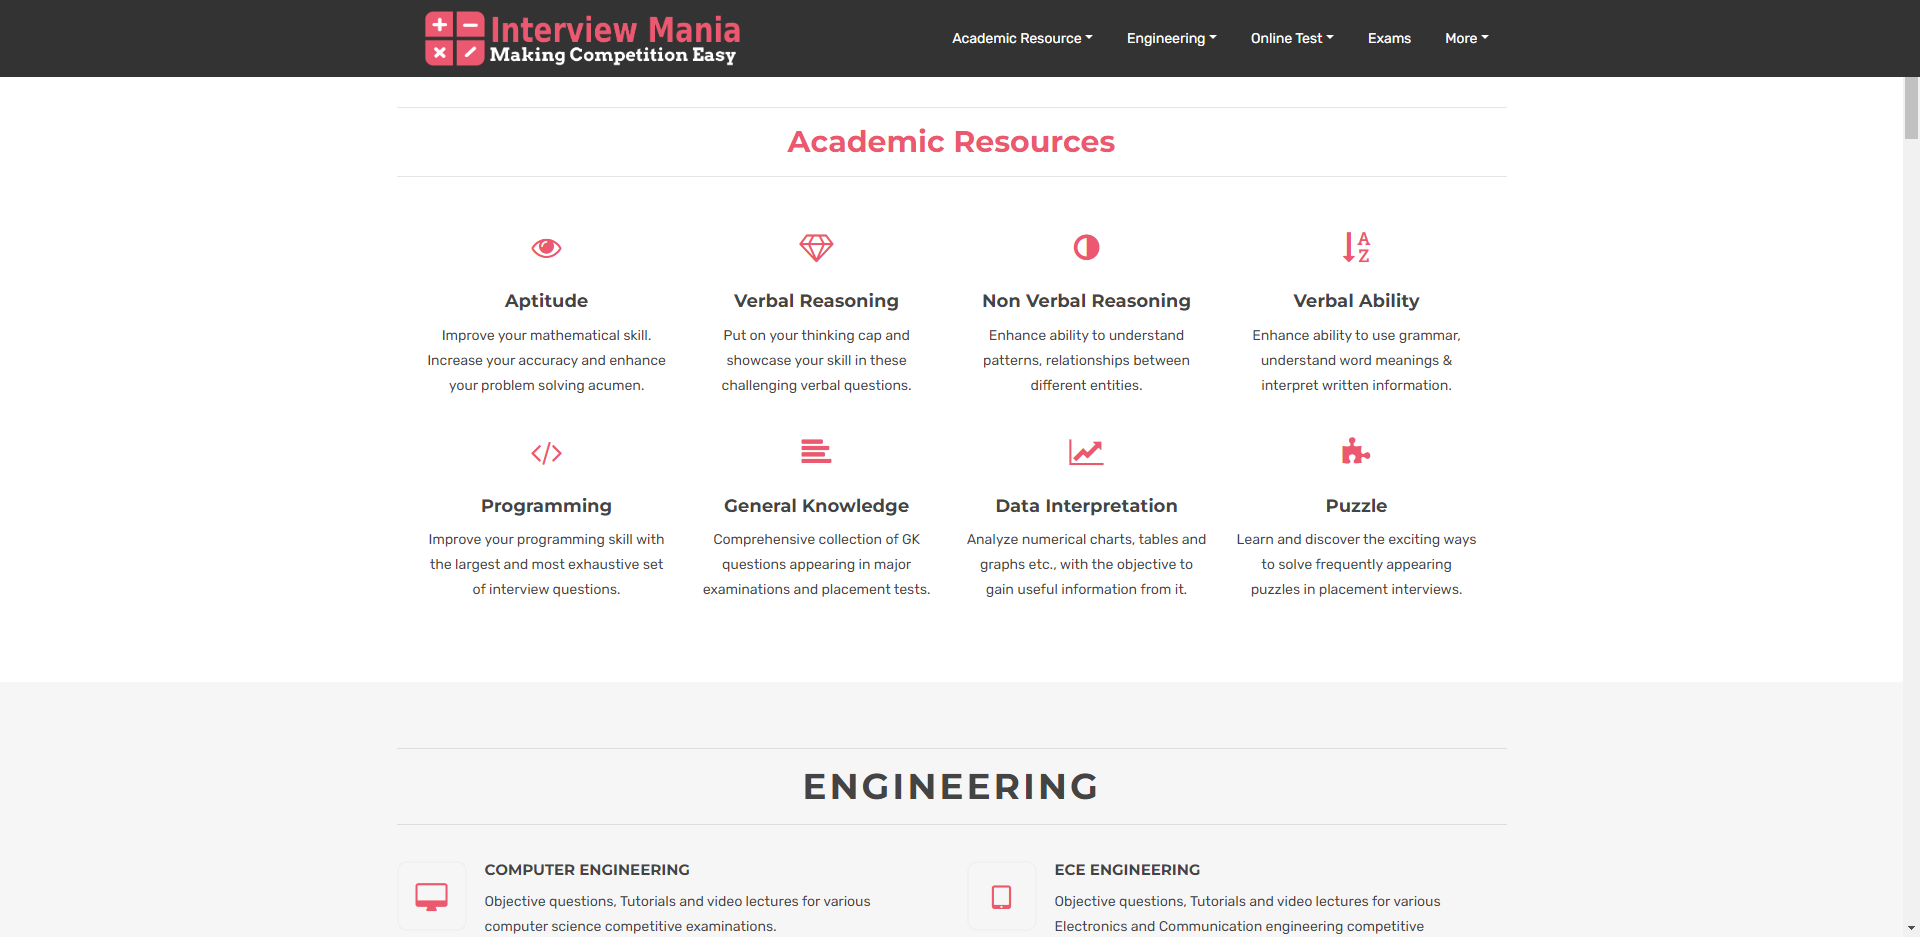 Interview Mania
Making Competition Easy
Academic Resource
Engineering
Online Test
Exams
More
Academic Resources
Aptitude
Improve your mathematical skill.
Increase your accuracy and enhance
your problem solving acumen.
Verbal Reasoning
Put on your thinking cap and
showcase your skill in these
challenging verbal questions.
Non Verbal Reasoning
Enhance ability to understand
patterns, relationships between
different entities.
A
Z
Verbal Ability
Enhance ability to use grammar,
understand word meanings &
interpret written information.
Programming
Improve your programming skill with
the largest and most exhaustive set
of interview questions.
General Knowledge
Comprehensive collection of GK
questions appearing in major
examinations and placement tests.
Data Interpretation
Analyze numerical charts, tables and
graphs etc., with the objective to
gain useful information from it.
Puzzle
Learn and discover the exciting ways
to solve frequently appearing
puzzles in placement interviews.
ENGINEERING
COMPUTER ENGINEERING
Objective questions, Tutorials and video lectures for various
computer science competitive examinations.
ECE ENGINEERING
Objective questions, Tutorials and video lectures for various
Electronics and Communication engineering competitive